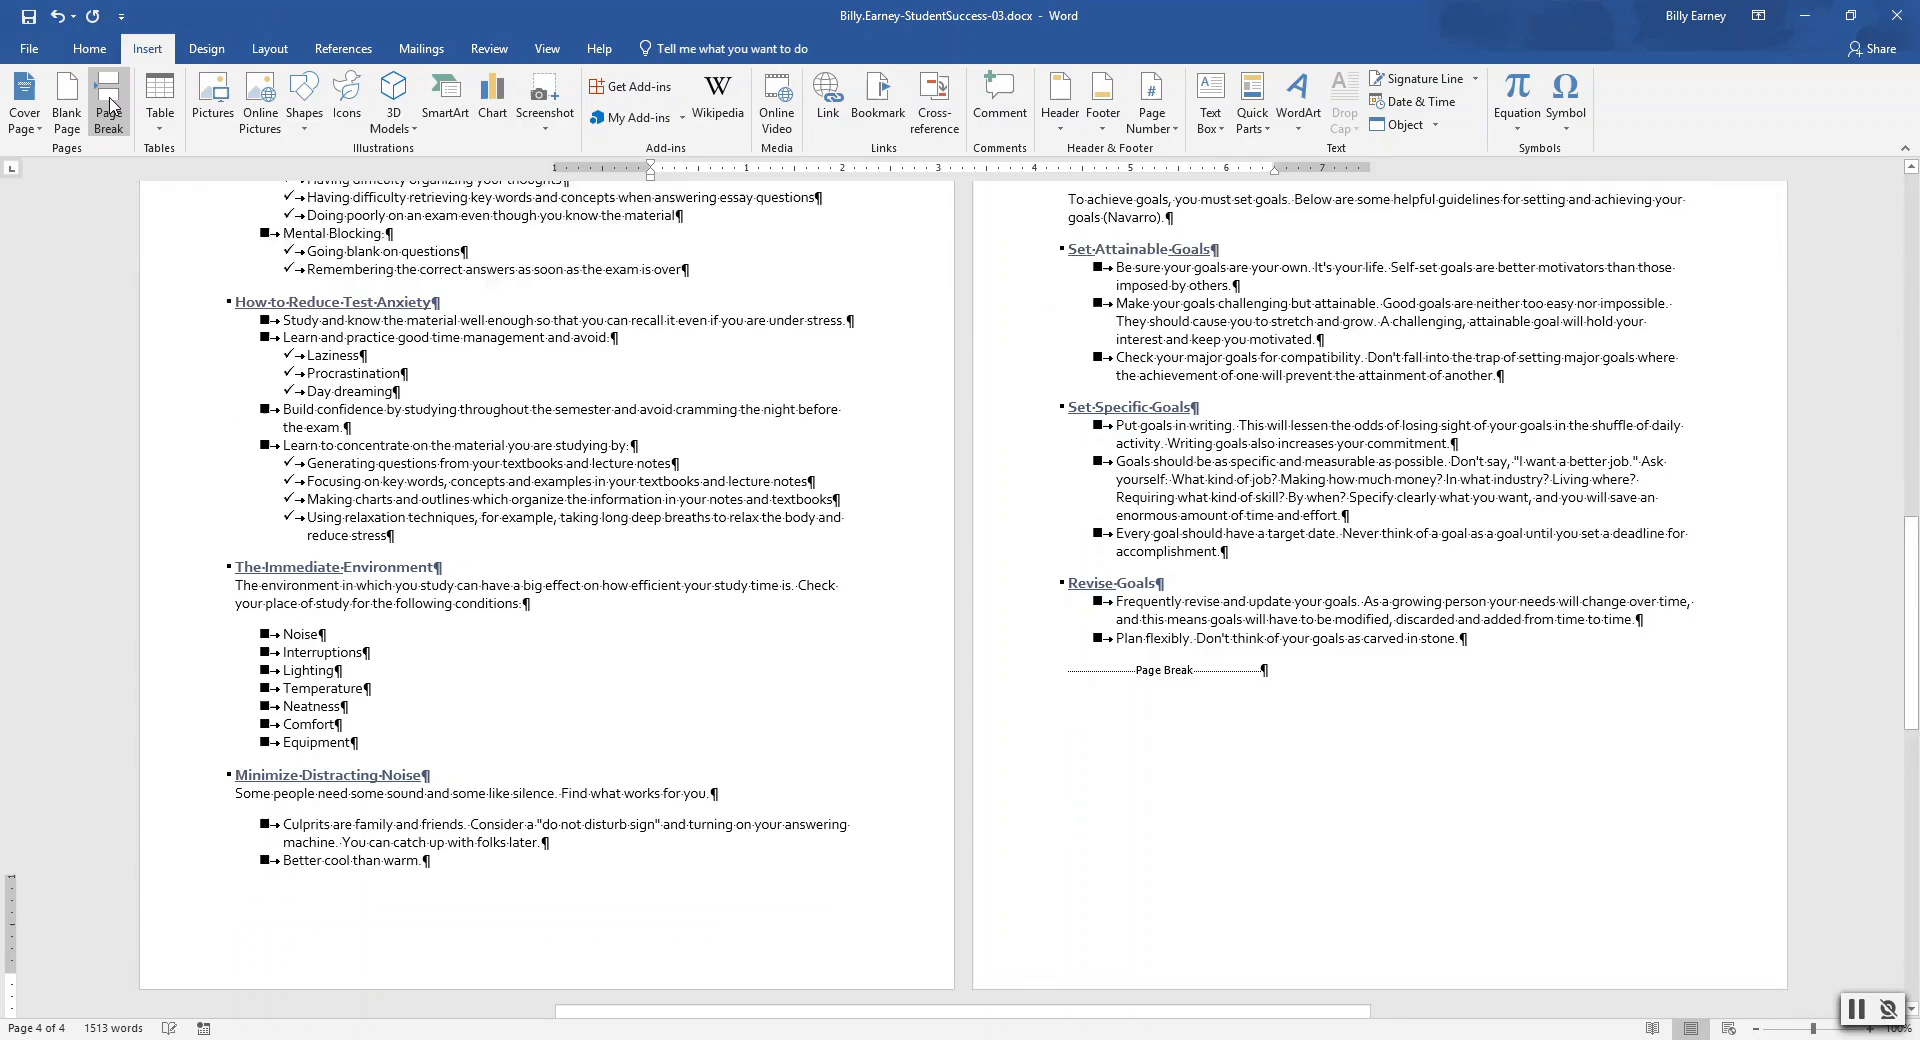 Billy.Earney-StudentSuccess-03.docx - Word
Billy Earney
File Home Insert Design Layout References Mailings Review View Help Tell me what you want to do Share
Cover Page
Blank Page
Page Break
Table
Pictures
Online Pictures
Shapes
Icons
3D Models
SmartArt
Chart
Screenshot
Get Add-ins
My Add-ins
Wikipedia
Online Video
Link
Bookmark
Cross-reference
Comment
Header
Footer
Page Number
Text Box
Quick Parts
WordArt
Drop Cap
Signature Line
Date & Time
Object
Equation
Symbol
Pages Tables Illustrations Add-ins Media Links Comments Header & Footer Text Symbols
1 1 2 3 4 5 6 7
Having difficulty organizing your thoughts¶
Having difficulty retrieving key words and concepts when answering essay questions¶
Doing poorly on an exam even though you know the material¶
Mental Blocking:¶
Going blank on questions¶
Remembering the correct answers as soon as the exam is over¶
How to Reduce Test Anxiety¶
Study and know the material well enough so that you can recall it even if you are under stress.¶
Learn and practice good time management and avoid:¶
Laziness¶
Procrastination¶
Day dreaming¶
Build confidence by studying throughout the semester and avoid cramming the night before
the exam.¶
Learn to concentrate on the material you are studying by:¶
Generating questions from your textbooks and lecture notes¶
Focusing on key words, concepts and examples in your textbooks and lecture notes¶
Making charts and outlines which organize the information in your notes and textbooks¶
Using relaxation techniques, for example, taking long deep breaths to relax the body and
reduce stress¶
The Immediate Environment¶
The environment in which you study can have a big effect on how efficient your study time is. Check
your place of study for the following conditions:¶
Noise¶
Interruptions¶
Lighting¶
Temperature¶
Neatness¶
Comfort¶
Equipment¶
Minimize Distracting Noise¶
Some people need some sound and some like silence. Find what works for you.¶
Culprits are family and friends. Consider a "do not disturb sign" and turning on your answering
machine. You can catch up with folks later.¶
Better cool than warm.¶
To achieve goals, you must set goals. Below are some helpful guidelines for setting and achieving your
goals (Navarro).¶
Set Attainable Goals¶
Be sure your goals are your own. It's your life. Self-set goals are better motivators than those
imposed by others.¶
Make your goals challenging but attainable. Good goals are neither too easy nor impossible.
They should cause you to stretch and grow. A challenging, attainable goal will hold your
interest and keep you motivated.¶
Check your major goals for compatibility. Don't fall into the trap of setting major goals where
the achievement of one will prevent the attainment of another.¶
Set Specific Goals¶
Put goals in writing. This will lessen the odds of losing sight of your goals in the shuffle of daily
activity. Writing goals also increases your commitment.¶
Goals should be as specific and measurable as possible. Don't say, "I want a better job." Ask
yourself: What kind of job? Making how much money? In what industry? Living where?
Requiring what kind of skill? By when? Specify clearly what you want, and you will save an
enormous amount of time and effort.¶
Every goal should have a target date. Never think of a goal as a goal until you set a deadline for
accomplishment.¶
Revise Goals¶
Frequently revise and update your goals. As a growing person your needs will change over time,
and this means goals will have to be modified, discarded and added from time to time.¶
Plan flexibly. Don't think of your goals as carved in stone.¶
Page Break¶
Page 4 of 4 1513 words 100%